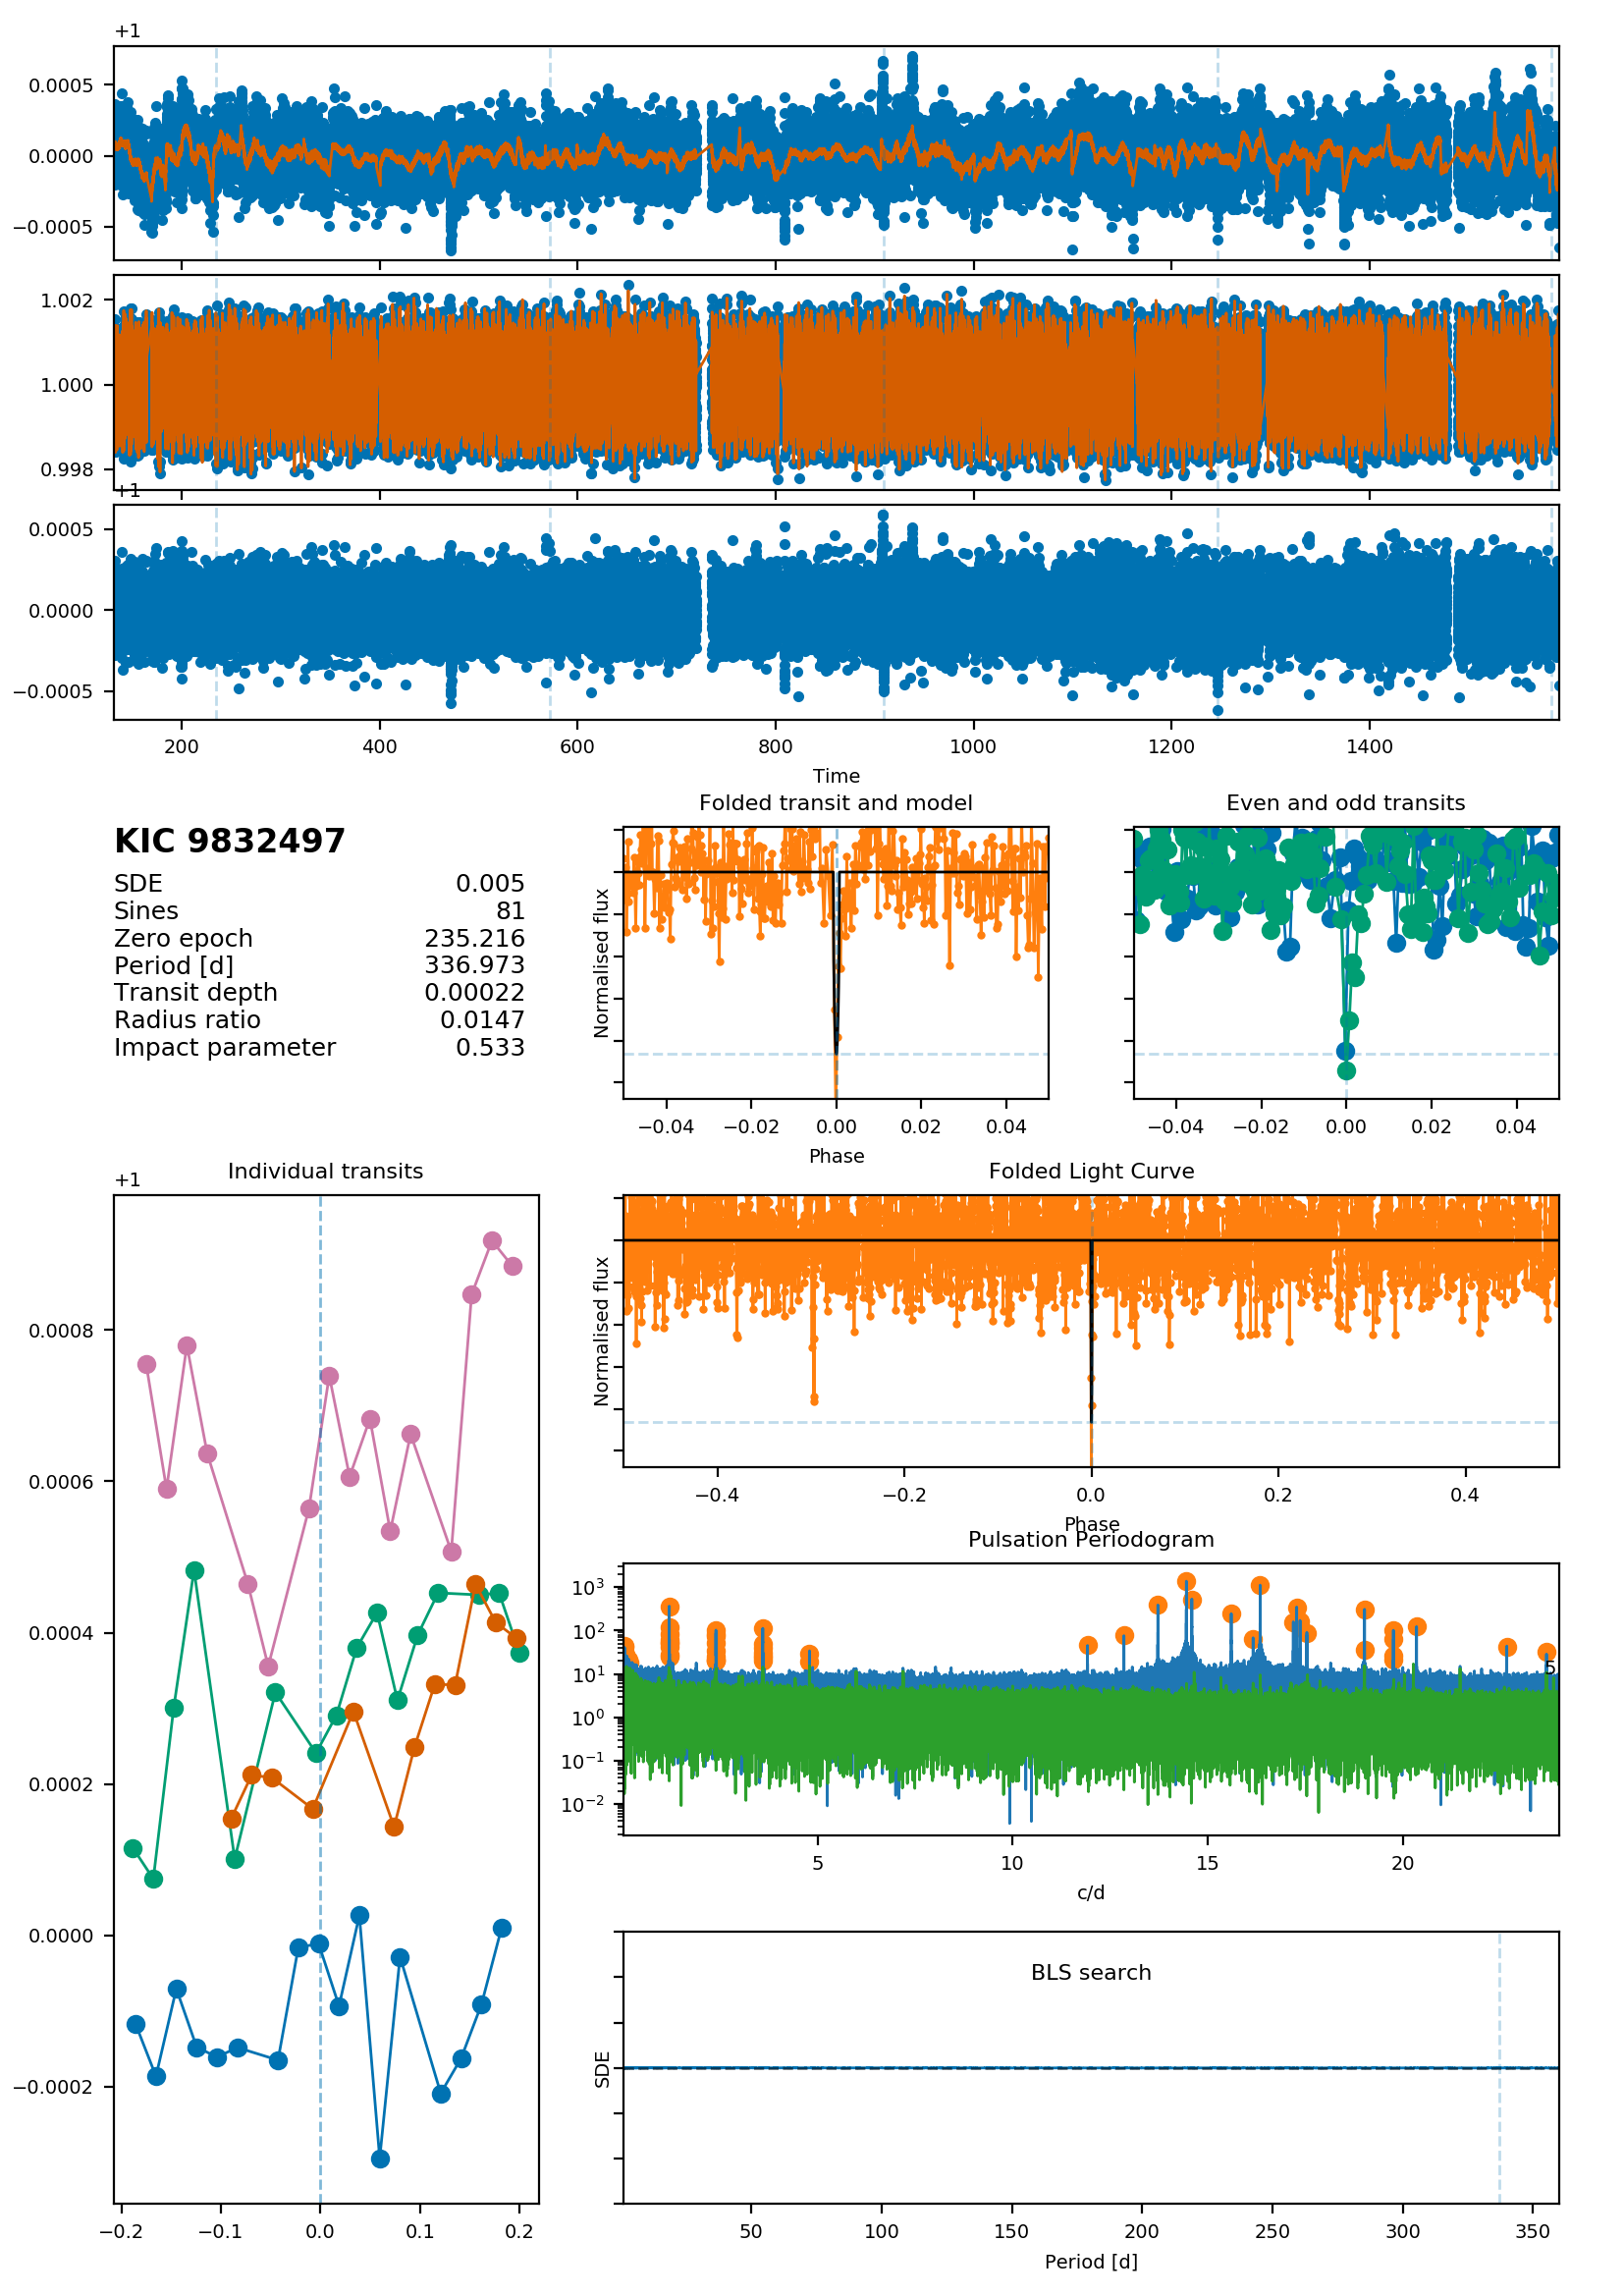 +1
0.0005
0.0000
−0.0005
1.002
1.000
0.998
+1
0.0005
0.0000
−0.0005
200 400 600 800 1000 1200 1400
Time
KIC 9832497
SDE 0.005
Sines 81
Zero epoch 235.216
Period [d] 336.973
Transit depth 0.00022
Radius ratio 0.0147
Impact parameter 0.533
Folded transit and model
Normalised flux
−0.04 −0.02 0.00 0.02 0.04
Phase
Even and odd transits
−0.04 −0.02 0.00 0.02 0.04
Individual transits
+1
0.0008
0.0006
0.0004
0.0002
0.0000
−0.0002
−0.2 −0.1 0.0 0.1 0.2
Folded Light Curve
Normalised flux
−0.4 −0.2 0.0 0.2 0.4
Phase
Pulsation Periodogram
10³
10²
10¹
10⁰
10⁻¹
10⁻²
5
5 10 15 20
c/d
BLS search
SDE
50 100 150 200 250 300 350
Period [d]